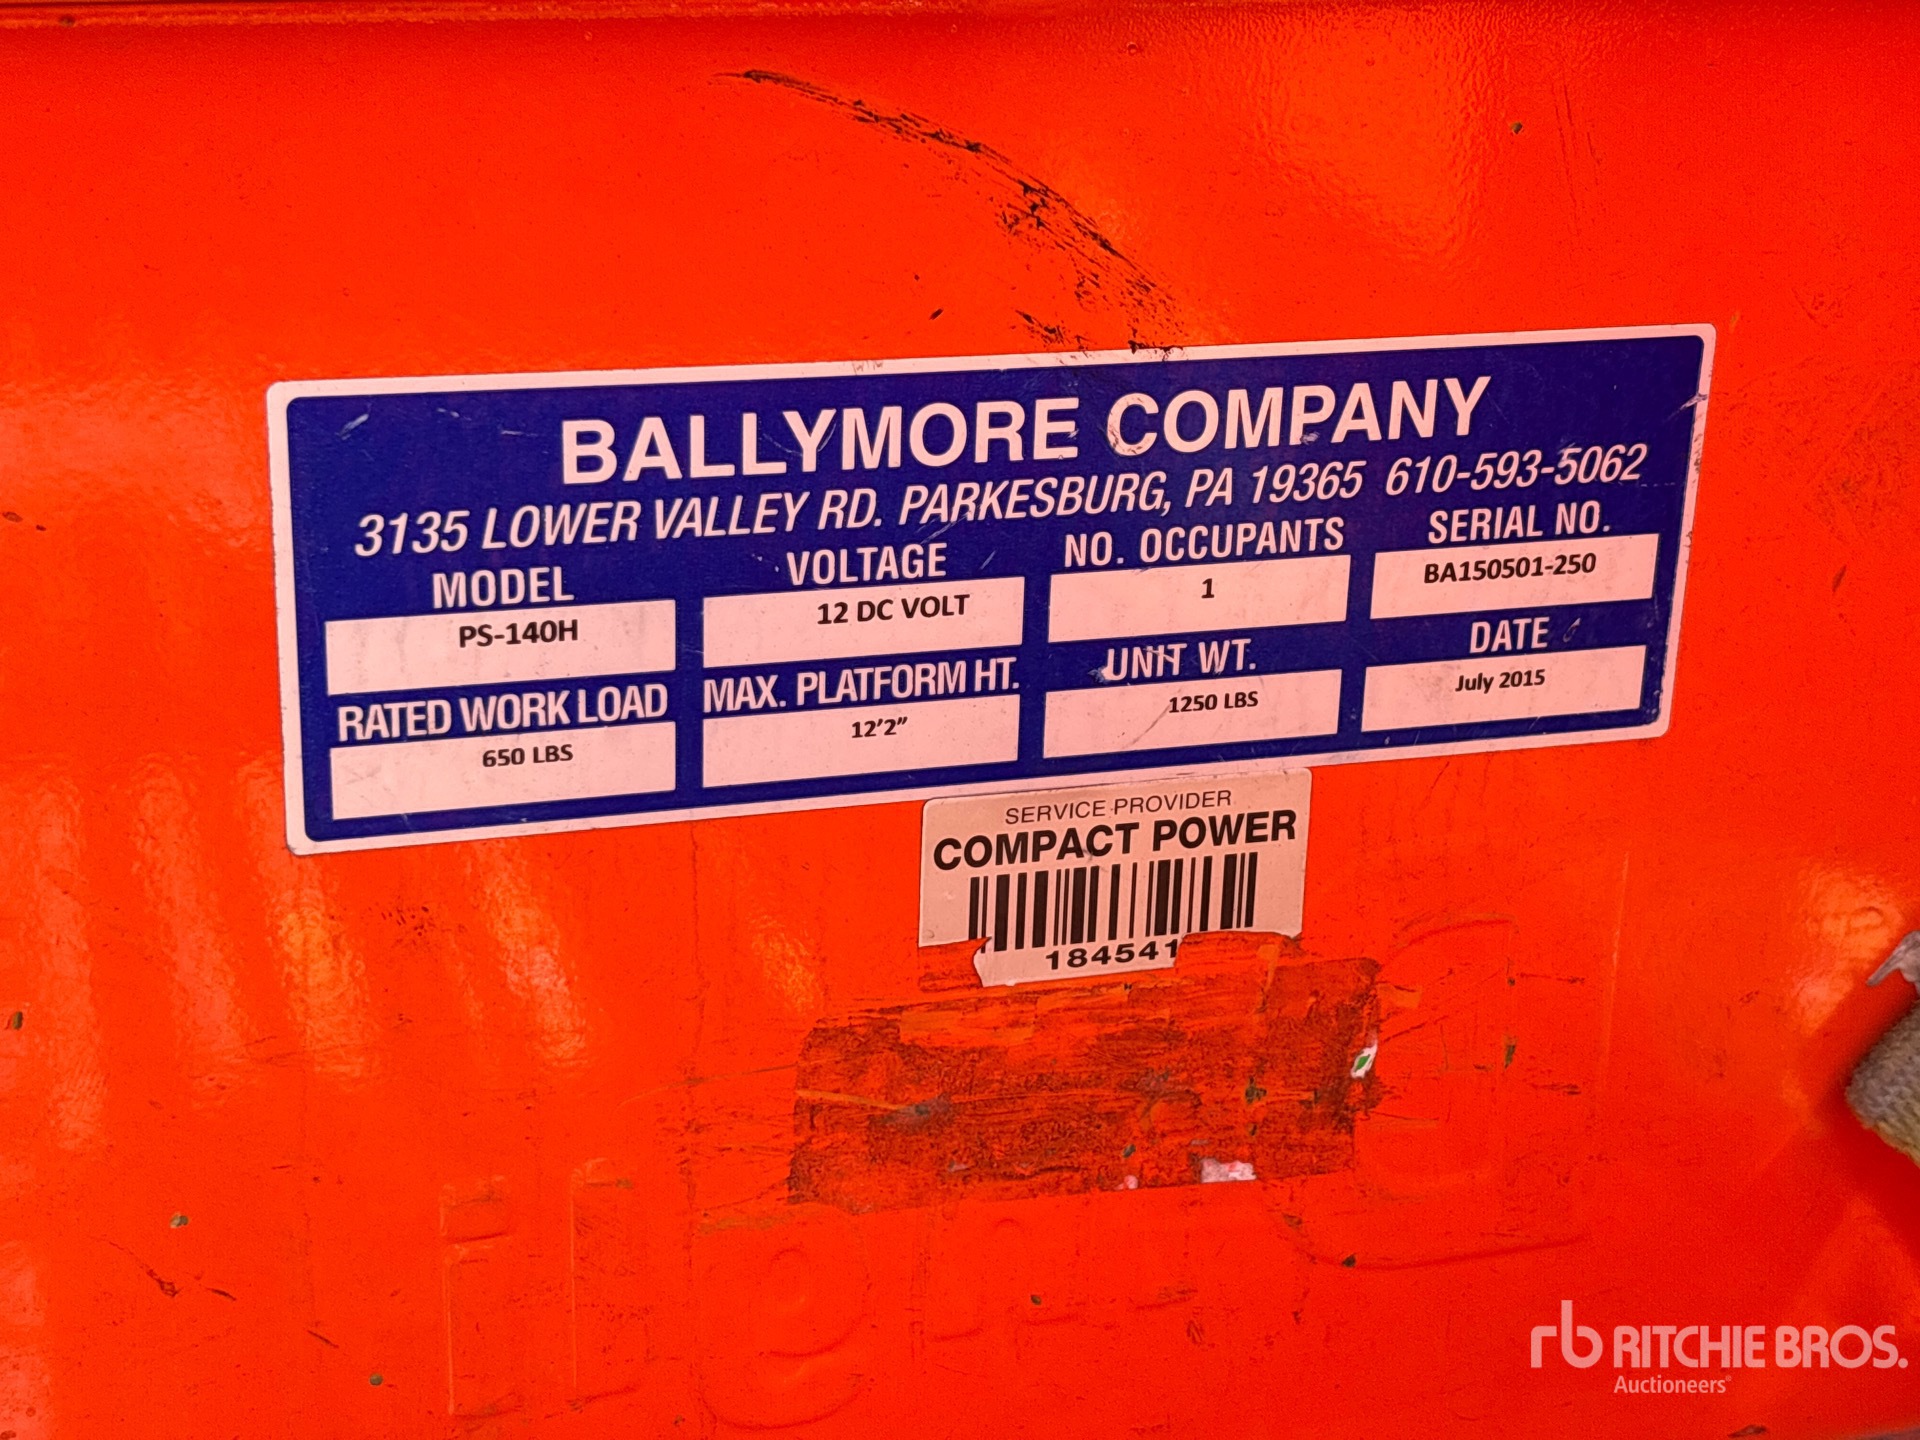 BALLYMORE COMPANY
3135 LOWER VALLEY RD. PARKESBURG, PA 19365 610-593-5062
MODEL VOLTAGE NO. OCCUPANTS SERIAL NO.
PS-140H 12 DC VOLT 1 BA150501-250
RATED WORK LOAD MAX. PLATFORM HT. UNIT WT. DATE
650 LBS 12'2" 1250 LBS July 2015
SERVICE PROVIDER
COMPACT POWER
184541
rb RITCHIE BROS.
Auctioneers®